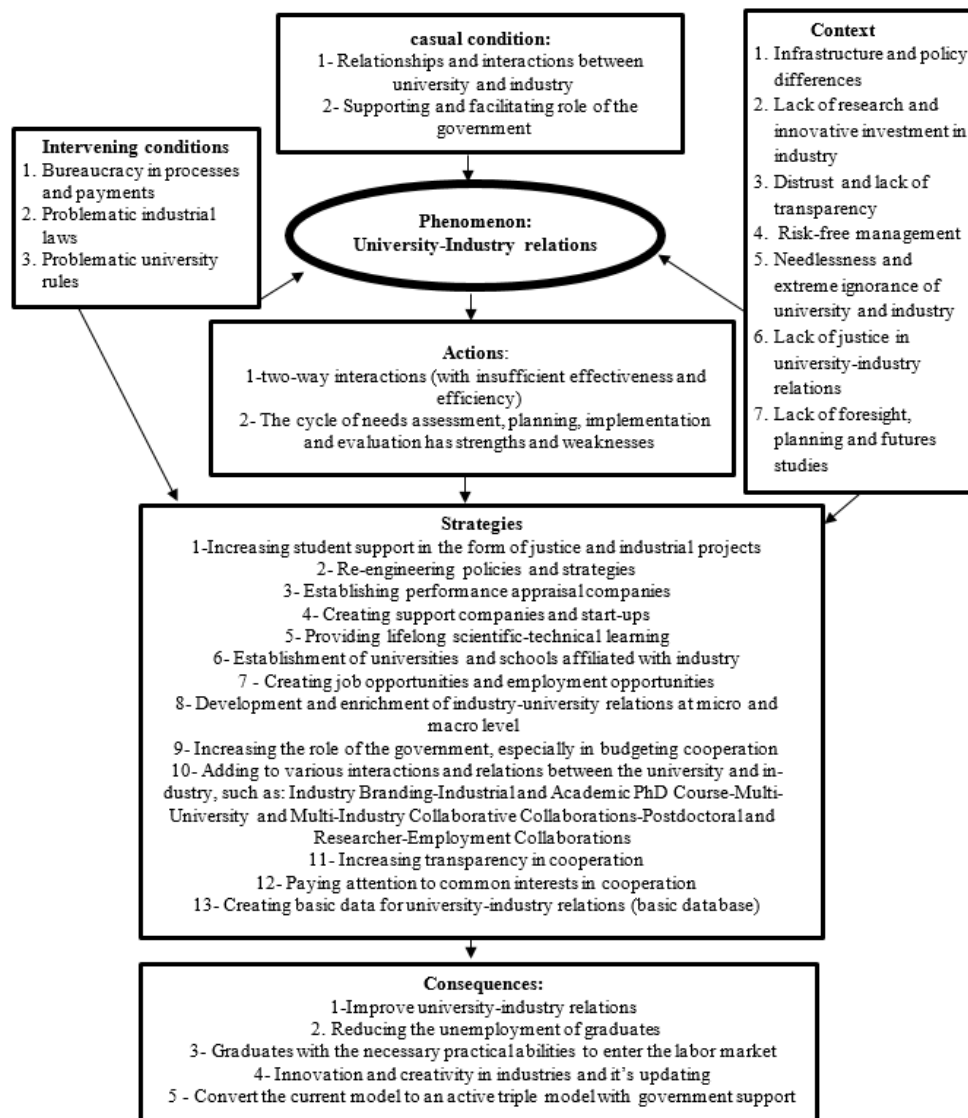 casual condition:
1- Relationships and interactions between
university and industry
2- Supporting and facilitating role of the
government
Context
1. Infrastructure and policy
differences
2. Lack of research and
innovative investment in
industry
3. Distrust and lack of
transparency
4. Risk-free management
5. Needlessness and
extreme ignorance of
university and industry
6. Lack of justice in
university-industry
relations
7. Lack of foresight,
planning and futures
studies
Intervening conditions
1. Bureaucracy in processes
and payments
2. Problematic industrial
laws
3. Problematic university
rules
Phenomenon:
University-Industry relations
Actions:
1-two-way interactions (with insufficient effectiveness and
efficiency)
2- The cycle of needs assessment, planning, implementation
and evaluation has strengths and weaknesses
Strategies
1-Increasing student support in the form of justice and industrial projects
2- Re-engineering policies and strategies
3- Establishing performance appraisal companies
4- Creating support companies and start-ups
5- Providing lifelong scientific-technical learning
6- Establishment of universities and schools affiliated with industry
7 - Creating job opportunities and employment opportunities
8- Development and enrichment of industry-university relations at micro and
macro level
9- Increasing the role of the government, especially in budgeting cooperation
10- Adding to various interactions and relations between the university and in-
dustry, such as: Industry Branding-Industrial and Academic PhD Course-Multi-
University and Multi-Industry Collaborative Collaborations-Postdoctoral and
Researcher-Employment Collaborations
11- Increasing transparency in cooperation
12- Paying attention to common interests in cooperation
13- Creating basic data for university-industry relations (basic database)
Consequences:
1-Improve university-industry relations
2. Reducing the unemployment of graduates
3- Graduates with the necessary practical abilities to enter the labor market
4- Innovation and creativity in industries and it's updating
5 - Convert the current model to an active triple model with government support